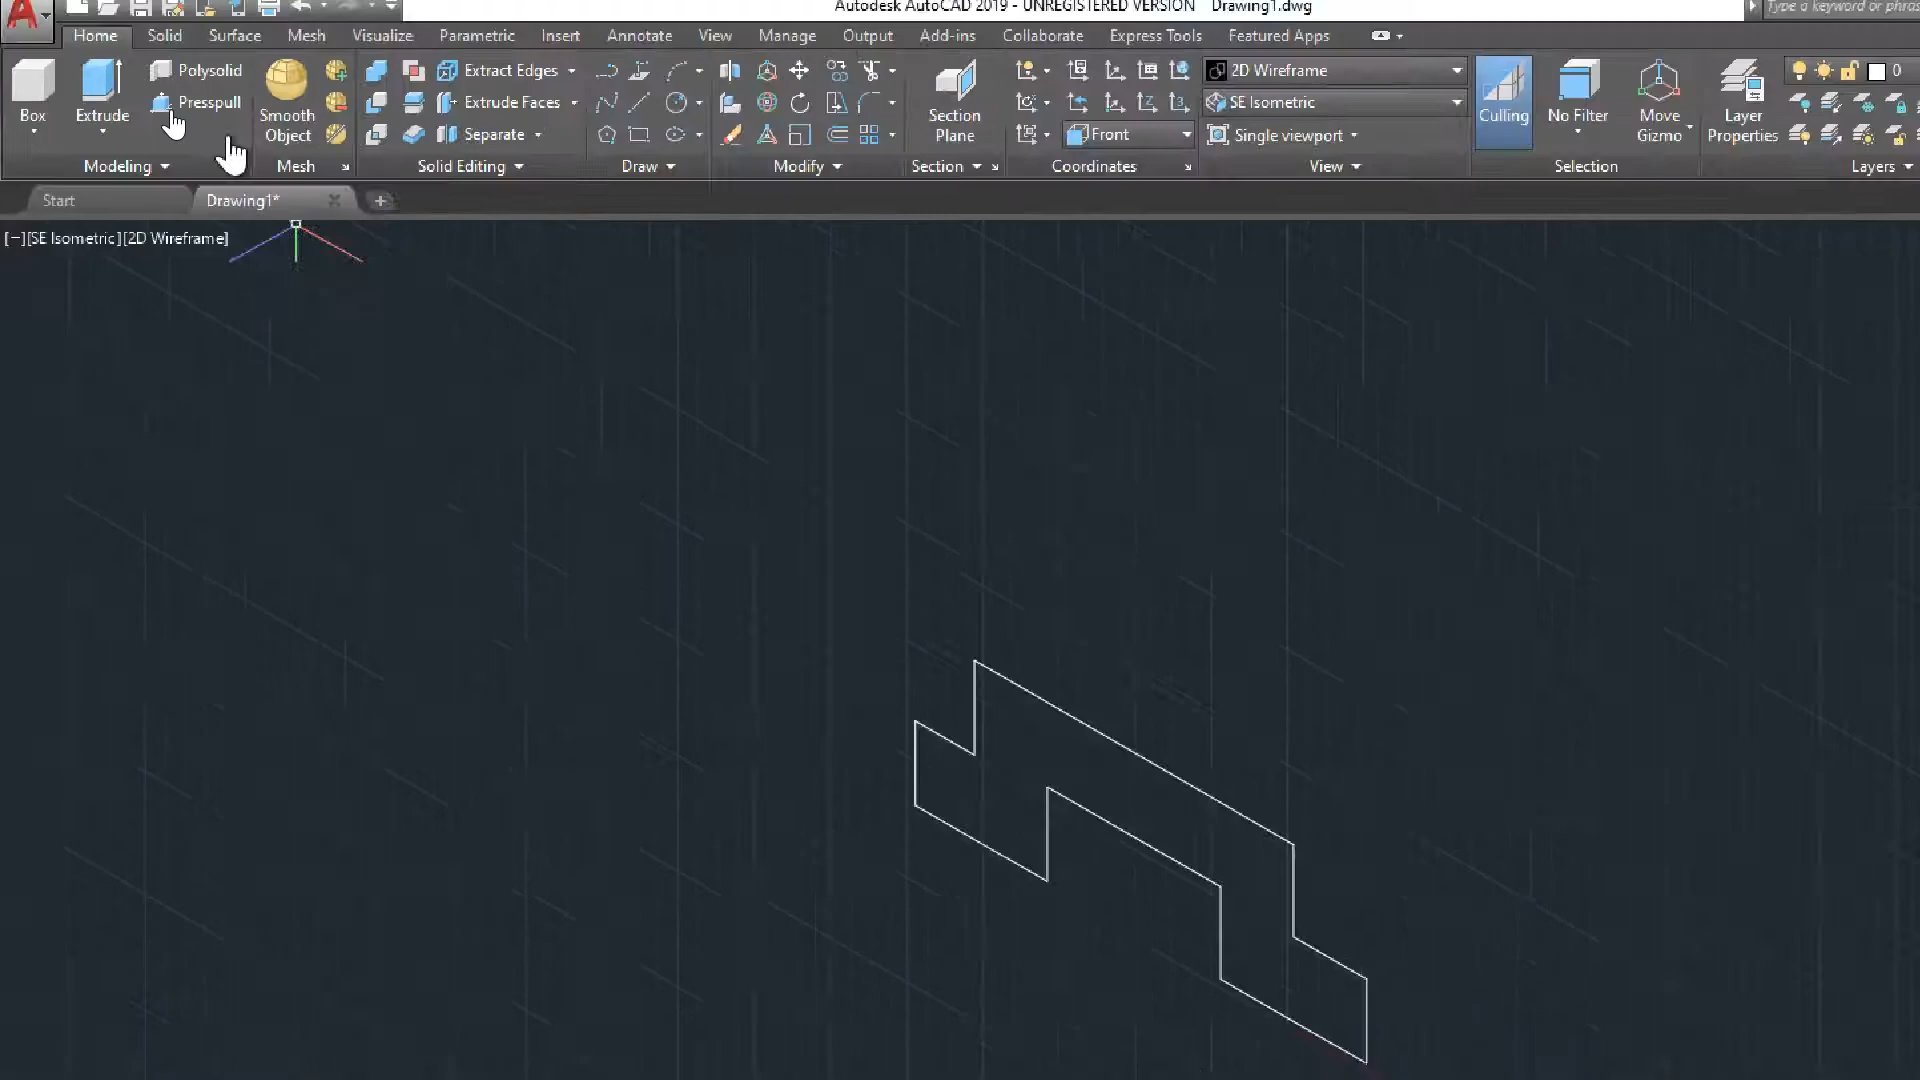 Autodesk AutoCAD 2019 - UNREGISTERED VERSION Drawing1.dwg
Type a keyword or phras
Home Solid Surface Mesh Visualize Parametric Insert Annotate View Manage Output Add-ins Collaborate Express Tools Featured Apps
Polysolid
Extract Edges
2D Wireframe
0
Presspull
Extrude Faces
SE Isometric
Box Extrude
Smooth
Object
Separate
Section
Plane
Front
Single viewport
Culling
No Filter
Move
Gizmo
Layer
Properties
Modeling Mesh Solid Editing Draw Modify Section Coordinates View Selection Layers
Start Drawing1*
[−][SE Isometric][2D Wireframe]